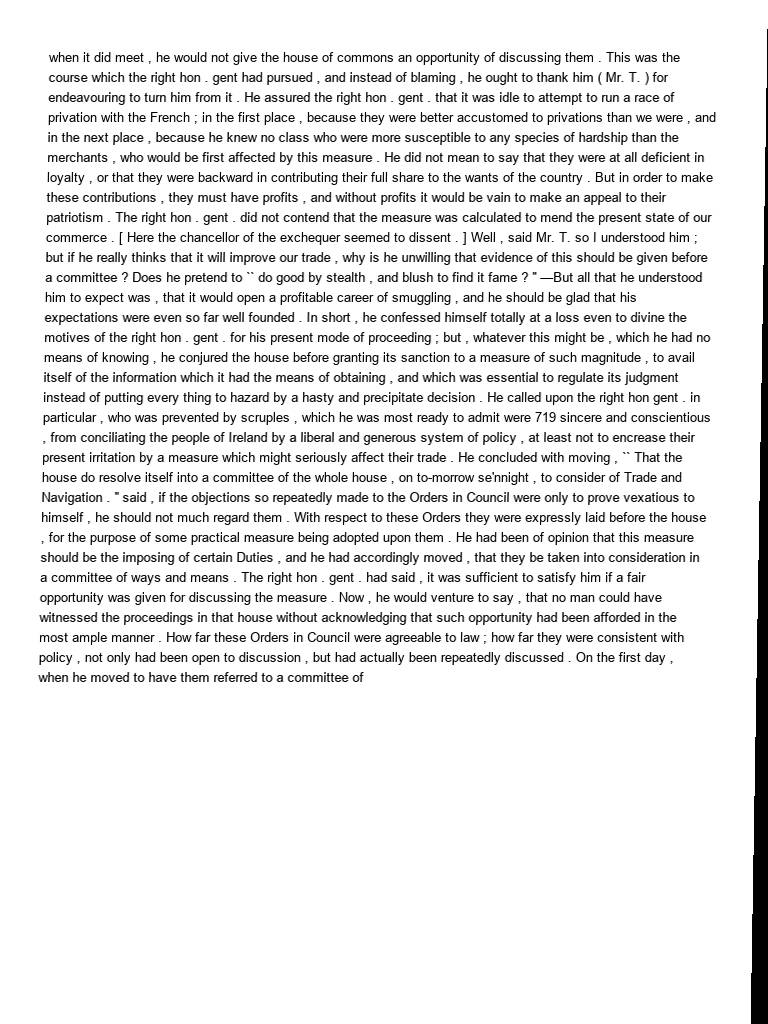 when it did meet , he would not give the house of commons an opportunity of discussing them . This was the
course which the right hon . gent had pursued , and instead of blaming , he ought to thank him ( Mr. T. ) for
endeavouring to turn him from it . He assured the right hon . gent . that it was idle to attempt to run a race of
privation with the French ; in the first place , because they were better accustomed to privations than we were , and
in the next place , because he knew no class who were more susceptible to any species of hardship than the
merchants , who would be first affected by this measure . He did not mean to say that they were at all deficient in
loyalty , or that they were backward in contributing their full share to the wants of the country . But in order to make
these contributions , they must have profits , and without profits it would be vain to make an appeal to their
patriotism . The right hon . gent . did not contend that the measure was calculated to mend the present state of our
commerce . [ Here the chancellor of the exchequer seemed to dissent . ] Well , said Mr. T. so I understood him ;
but if he really thinks that it will improve our trade , why is he unwilling that evidence of this should be given before
a committee ? Does he pretend to `` do good by stealth , and blush to find it fame ? " —But all that he understood
him to expect was , that it would open a profitable career of smuggling , and he should be glad that his
expectations were even so far well founded . In short , he confessed himself totally at a loss even to divine the
motives of the right hon . gent . for his present mode of proceeding ; but , whatever this might be , which he had no
means of knowing , he conjured the house before granting its sanction to a measure of such magnitude , to avail
itself of the information which it had the means of obtaining , and which was essential to regulate its judgment
instead of putting every thing to hazard by a hasty and precipitate decision . He called upon the right hon gent . in
particular , who was prevented by scruples , which he was most ready to admit were 719 sincere and conscientious
, from conciliating the people of Ireland by a liberal and generous system of policy , at least not to encrease their
present irritation by a measure which might seriously affect their trade . He concluded with moving , `` That the
house do resolve itself into a committee of the whole house , on to-morrow se'nnight , to consider of Trade and
Navigation . " said , if the objections so repeatedly made to the Orders in Council were only to prove vexatious to
himself , he should not much regard them . With respect to these Orders they were expressly laid before the house
, for the purpose of some practical measure being adopted upon them . He had been of opinion that this measure
should be the imposing of certain Duties , and he had accordingly moved , that they be taken into consideration in
a committee of ways and means . The right hon . gent . had said , it was sufficient to satisfy him if a fair
opportunity was given for discussing the measure . Now , he would venture to say , that no man could have
witnessed the proceedings in that house without acknowledging that such opportunity had been afforded in the
most ample manner . How far these Orders in Council were agreeable to law ; how far they were consistent with
policy , not only had been open to discussion , but had actually been repeatedly discussed . On the first day ,
when he moved to have them referred to a committee of